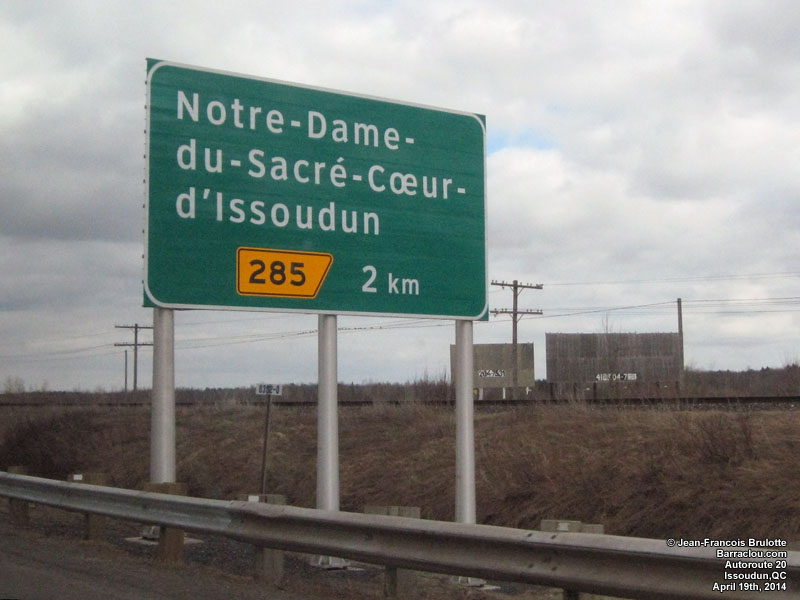 Notre-Dame-
du-Sacré-Cœur-
d'Issoudun
285 2 km
©Jean-Francois Brulotte
Barraclou.com
Autoroute 20
Issoudun,QC
April 19th, 2014